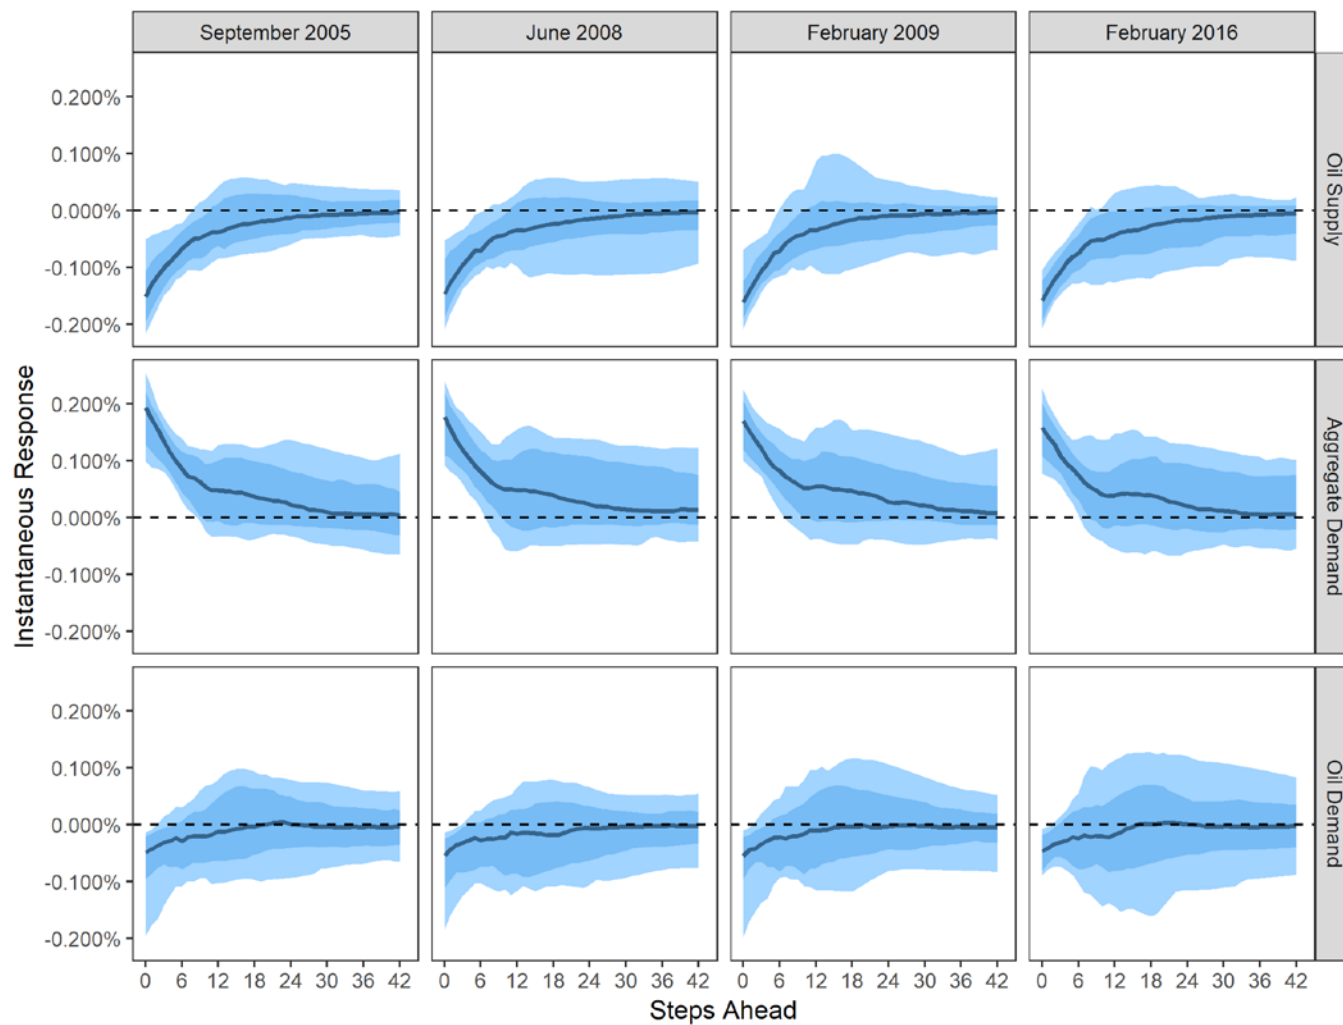 September 2005
June 2008
February 2009
February 2016
0.200%
0.100%
0.000%
-0.100%
-0.200%
Oil Supply
0.200%
0.100%
0.000%
-0.100%
-0.200%
Aggregate Demand
0.200%
0.100%
0.000%
-0.100%
-0.200%
Oil Demand
Instantaneous Response
0 6 12 18 24 30 36 42
0 6 12 18 24 30 36 42
0 6 12 18 24 30 36 42
0 6 12 18 24 30 36 42
Steps Ahead